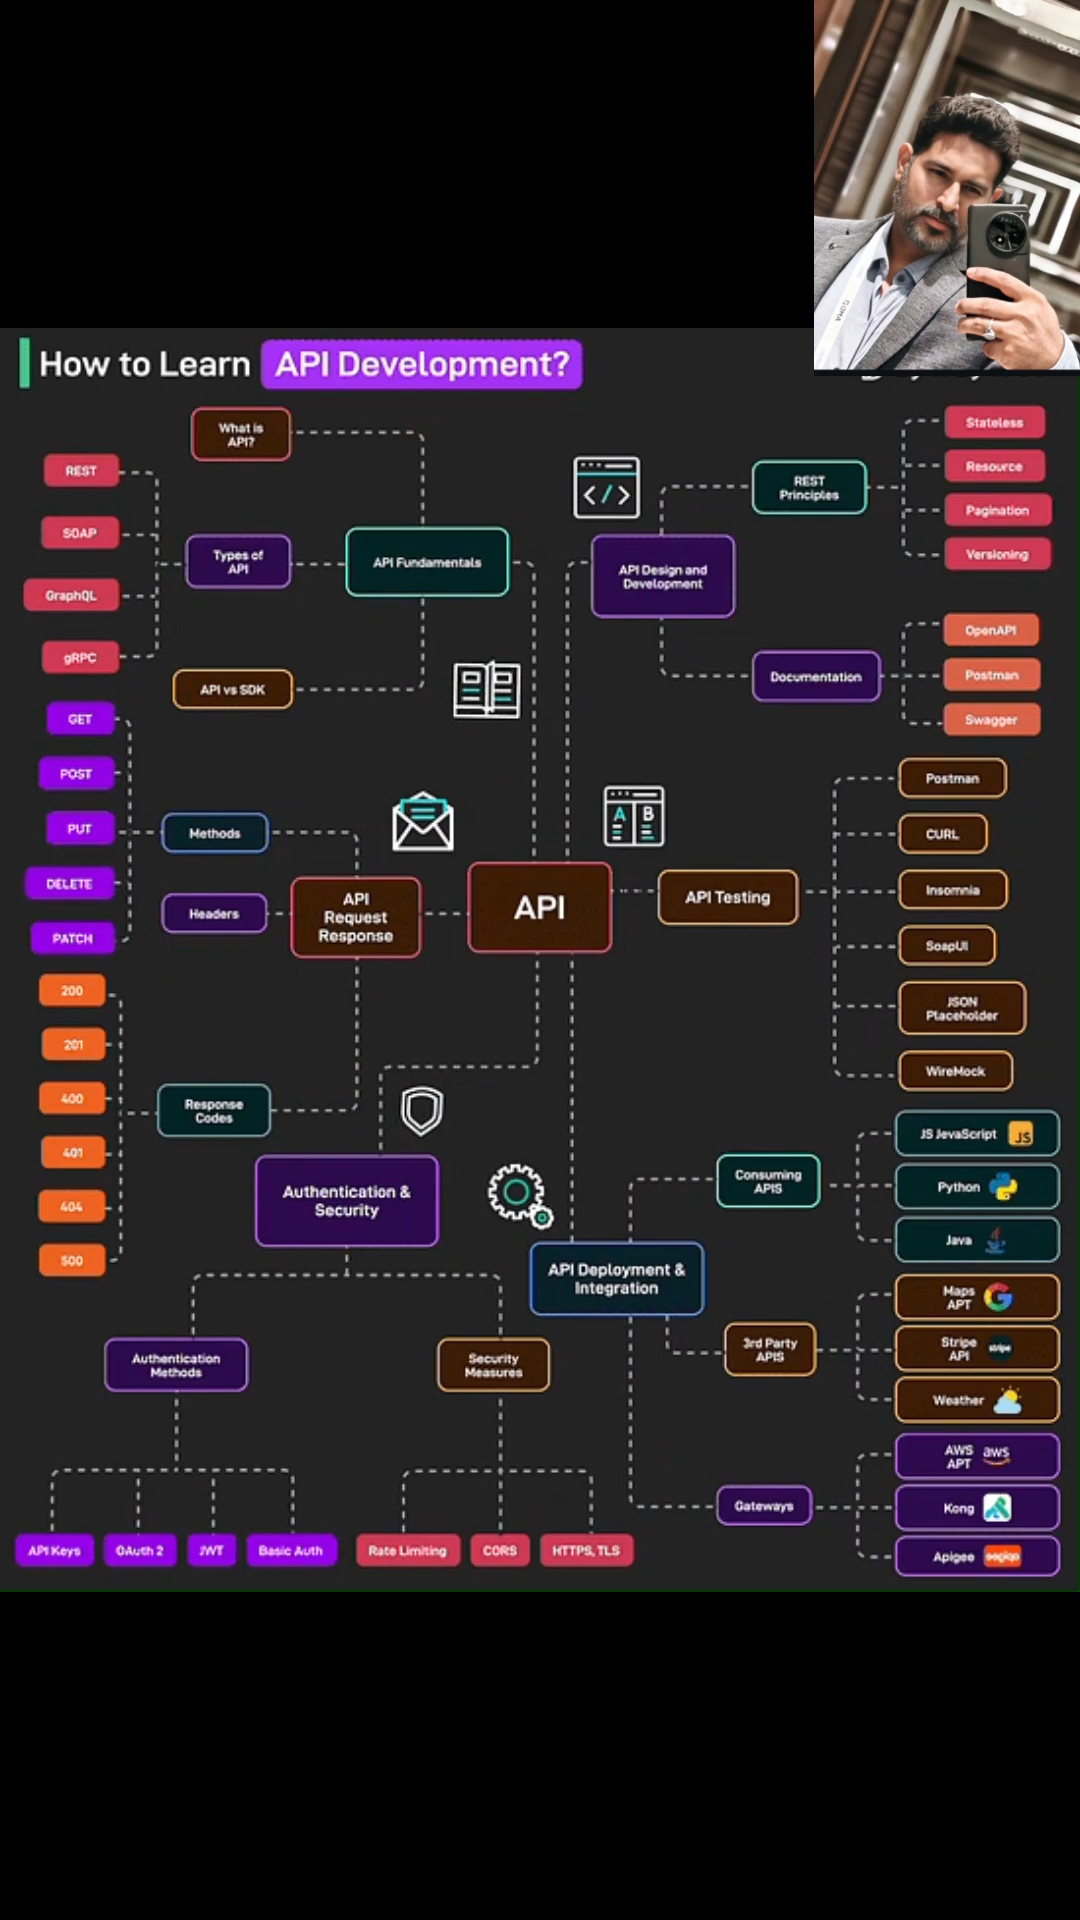 How to Learn API Development?
What is
API?
REST
SOAP
GraphQL
gRPC
Types of
API
API Fundamentals
API vs SDK
GET
POST
PUT
DELETE
PATCH
Methods
Headers
API
Request
Response
200
201
400
401
404
500
Response
Codes
API
Authentication &
Security
Authentication
Methods
Security
Measures
API Keys
OAuth 2
JWT
Basic Auth
Rate Limiting
CORS
HTTPS, TLS
API Design and
Development
REST
Principles
Stateless
Resource
Pagination
Versioning
Documentation
OpenAPI
Postman
Swagger
A B
API Testing
Postman
CURL
Insomnia
SoapUI
JSON
Placeholder
WireMock
API Deployment &
Integration
Consuming
APIS
JS JavaScript JS
Python
Java
3rd Party
APIS
Maps
APT
Stripe
API stripe
Weather
Gateways
AWS
APT aws
Kong
Apigee